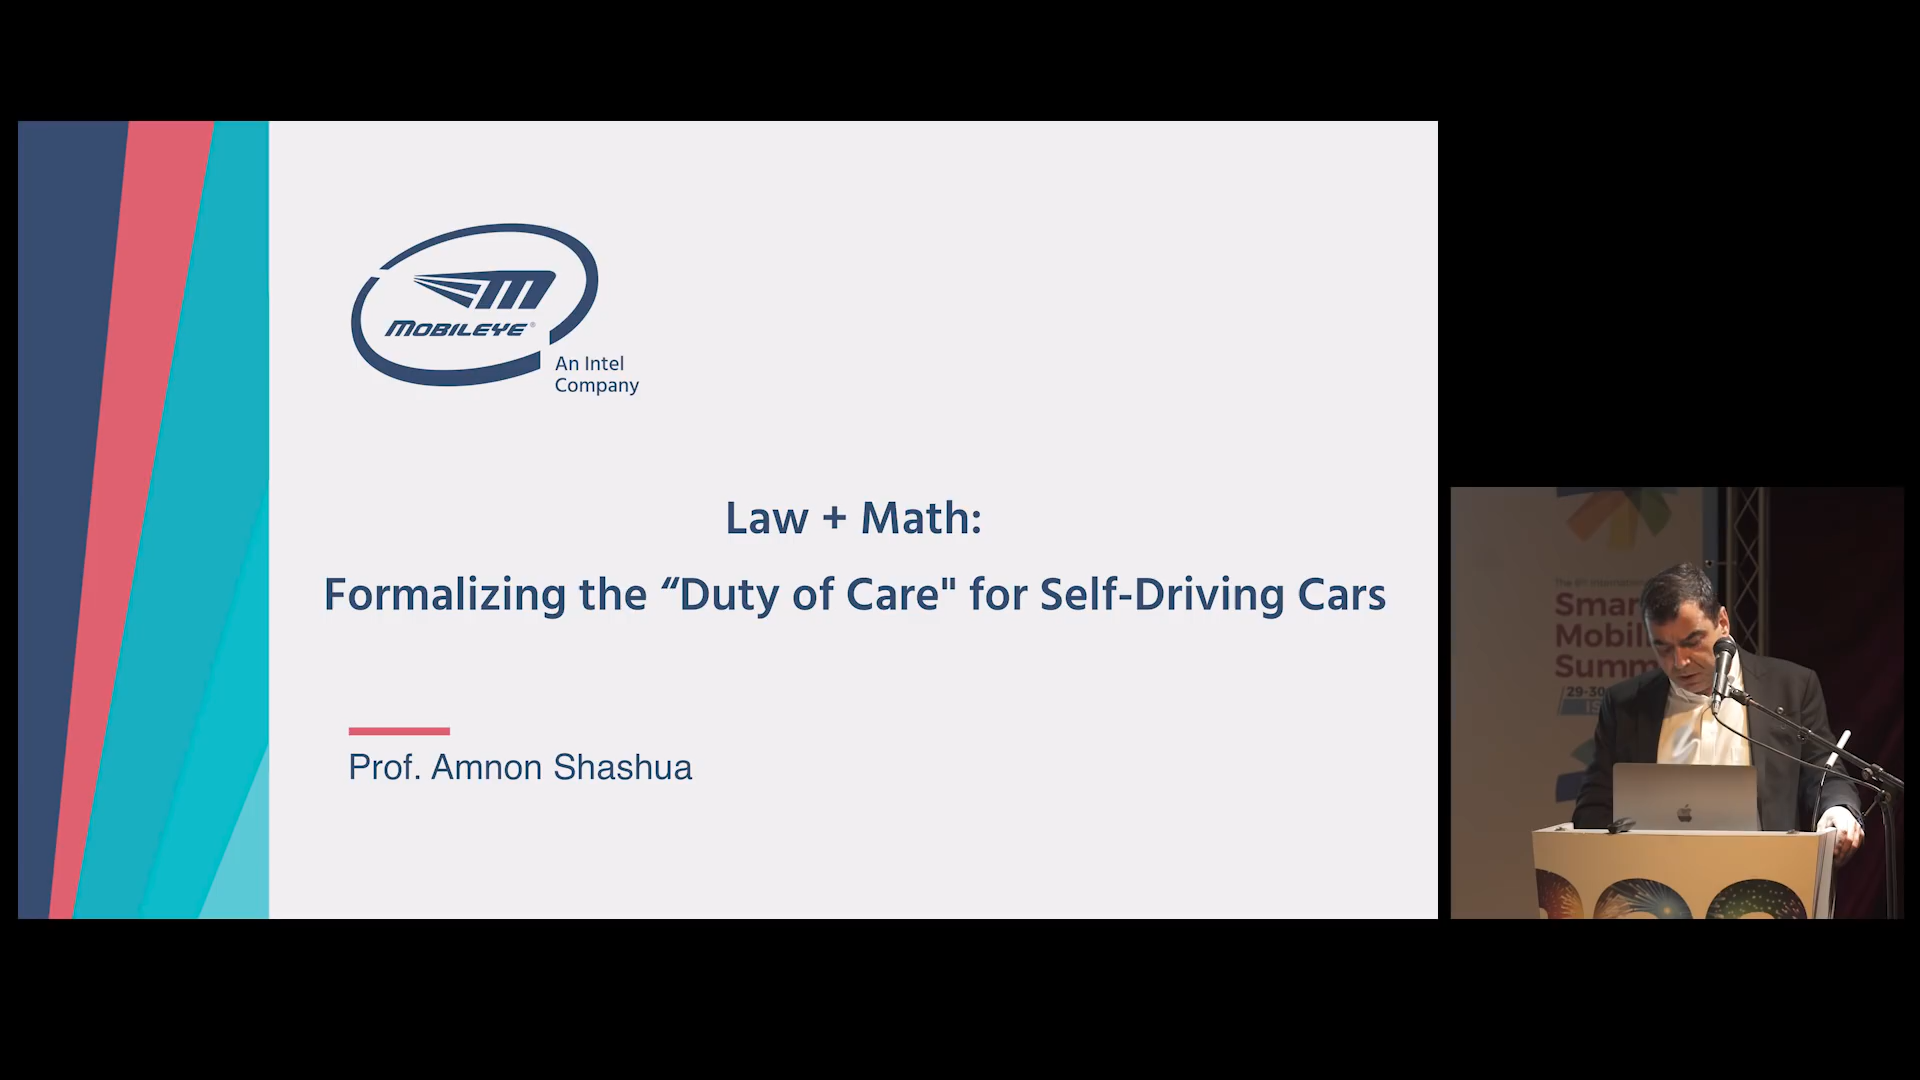 MOBILEYE®
An Intel
Company
Law + Math:
Formalizing the “Duty of Care" for Self-Driving Cars
Prof. Amnon Shashua
Smar
Mobil
Summ
29-30